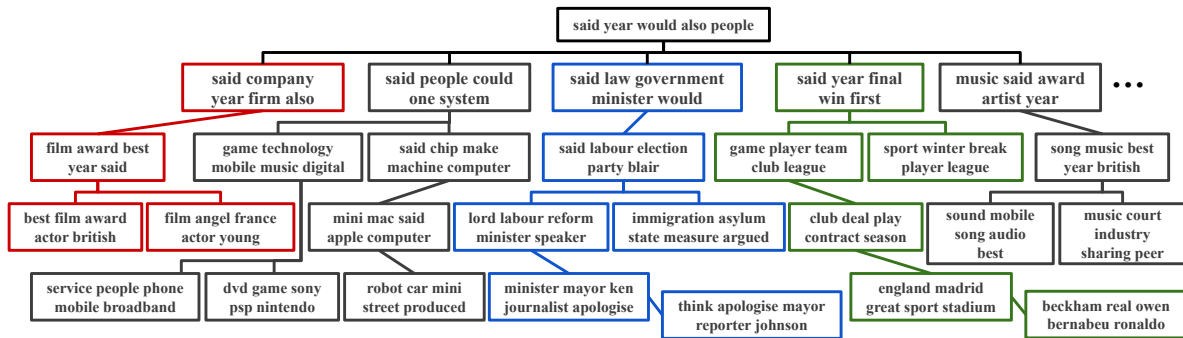 said year would also people
said company
year firm also
said people could
one system
said law government
minister would
said year final
win first
music said award
artist year
...
film award best
year said
game technology
mobile music digital
said chip make
machine computer
said labour election
party blair
game player team
club league
sport winter break
player league
song music best
year british
best film award
actor british
film angel france
actor young
mini mac said
apple computer
lord labour reform
minister speaker
immigration asylum
state measure argued
club deal play
contract season
sound mobile
song audio
best
music court
industry
sharing peer
service people phone
mobile broadband
dvd game sony
psp nintendo
robot car mini
street produced
minister mayor ken
journalist apologise
think apologise mayor
reporter johnson
england madrid
great sport stadium
beckham real owen
bernabeu ronaldo